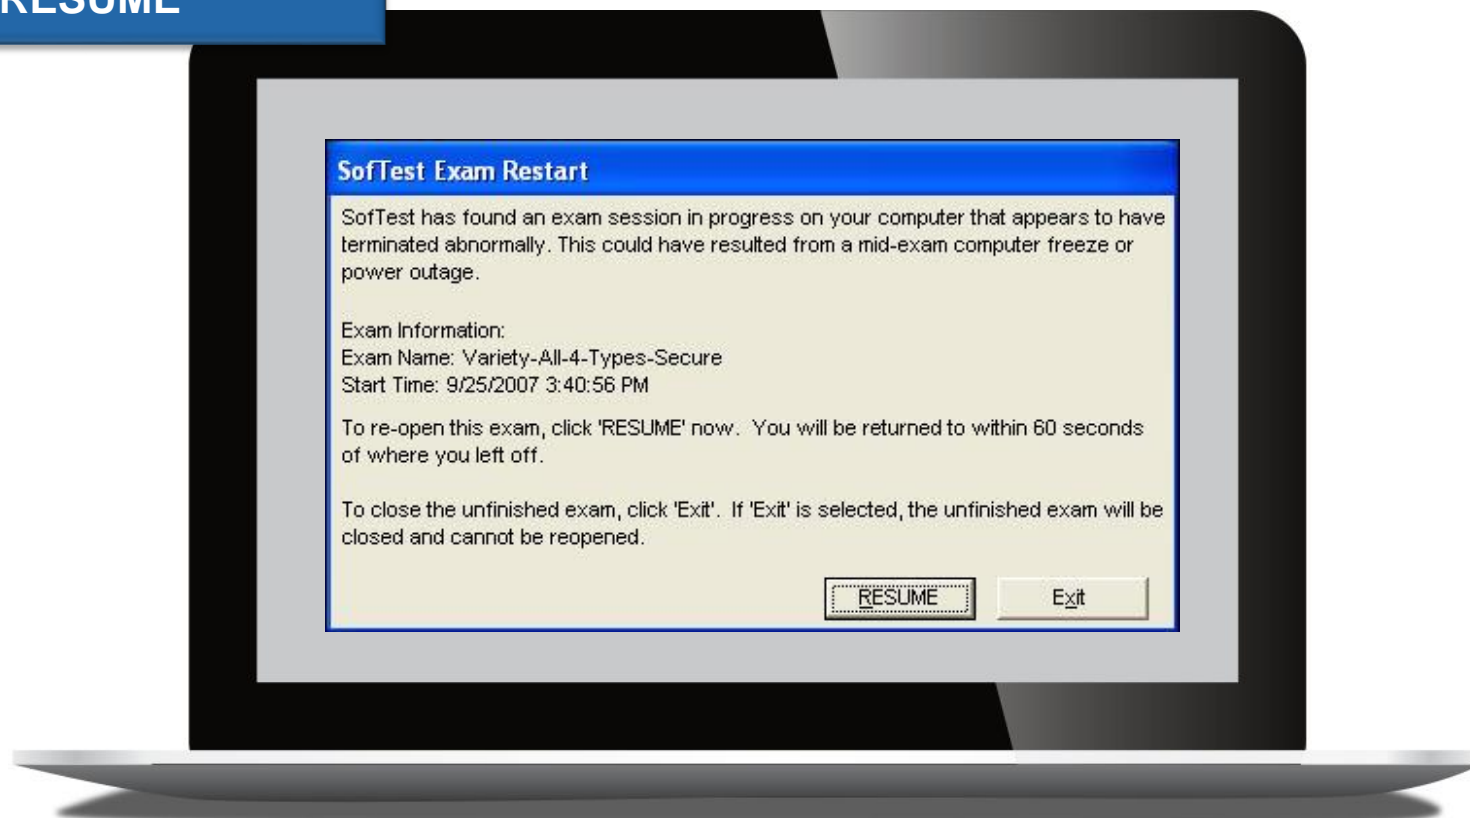 RESUME
SofTest Exam Restart
SofTest has found an exam session in progress on your computer that appears to have
terminated abnormally. This could have resulted from a mid-exam computer freeze or
power outage.
Exam Information:
Exam Name: Variety-All-4-Types-Secure
Start Time: 9/25/2007 3:40:56 PM
To re-open this exam, click 'RESUME' now. You will be returned to within 60 seconds
of where you left off.
To close the unfinished exam, click 'Exit'. If 'Exit' is selected, the unfinished exam will be
closed and cannot be reopened.
RESUME Exit